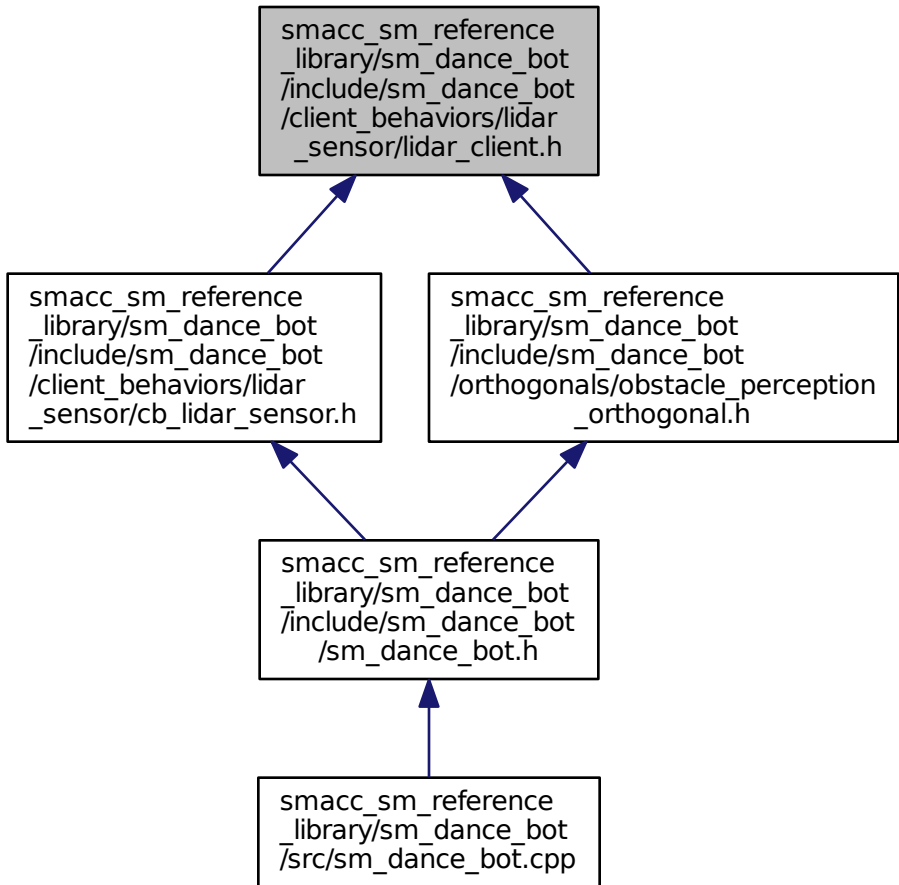 smacc_sm_reference
_library/sm_dance_bot
/include/sm_dance_bot
/client_behaviors/lidar
_sensor/lidar_client.h
smacc_sm_reference
_library/sm_dance_bot
/include/sm_dance_bot
/client_behaviors/lidar
_sensor/cb_lidar_sensor.h
smacc_sm_reference
_library/sm_dance_bot
/include/sm_dance_bot
/orthogonals/obstacle_perception
_orthogonal.h
smacc_sm_reference
_library/sm_dance_bot
/include/sm_dance_bot
/sm_dance_bot.h
smacc_sm_reference
_library/sm_dance_bot
/src/sm_dance_bot.cpp